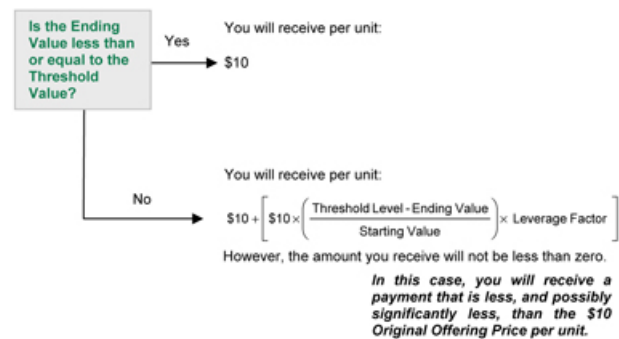 Is the Ending
Value less than
or equal to the
Threshold
Value?
Yes
You will receive per unit:
$10
No
You will receive per unit:
$10 + [ $10 × ( Threshold Level - Ending Value / Starting Value ) × Leverage Factor ]
However, the amount you receive will not be less than zero.
In this case, you will receive a
payment that is less, and possibly
significantly less, than the $10
Original Offering Price per unit.